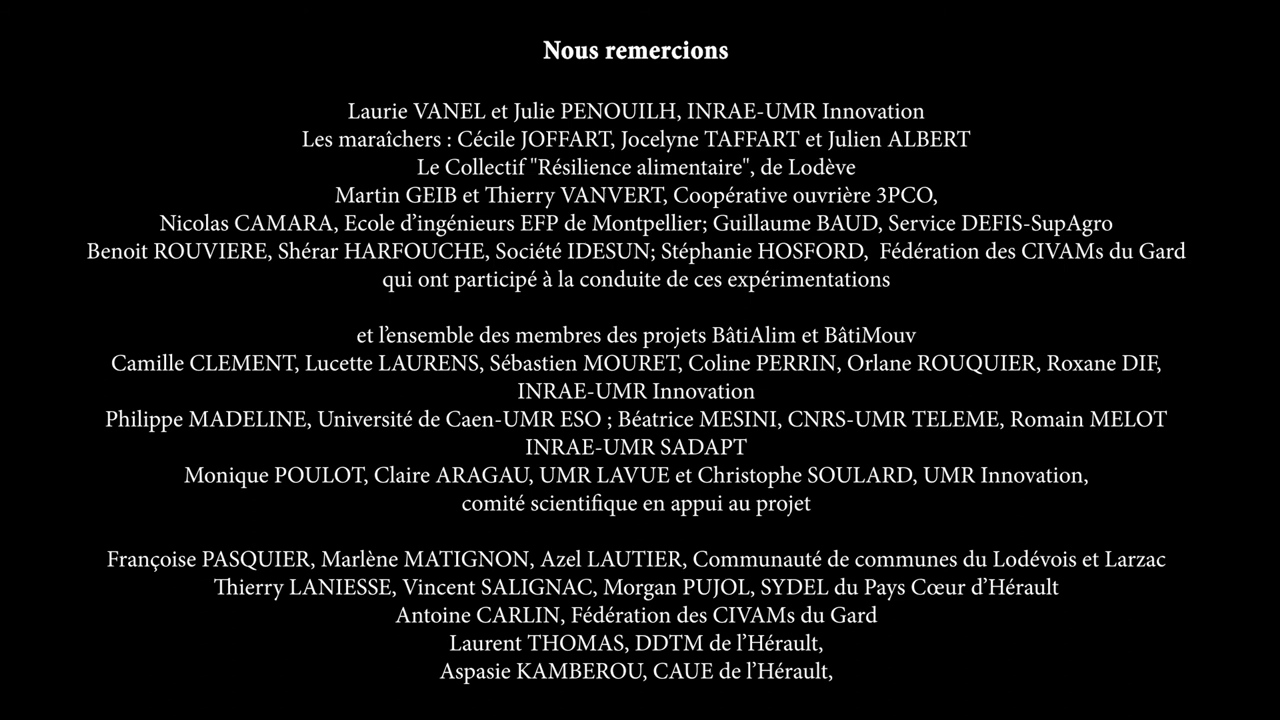 Nous remercions
Laurie VANEL et Julie PENOUILH, INRAE-UMR Innovation
Les maraîchers : Cécile JOFFART, Jocelyne TAFFART et Julien ALBERT
Le Collectif "Résilience alimentaire", de Lodève
Martin GEIB et Thierry VANVERT, Coopérative ouvrière 3PCO,
Nicolas CAMARA, Ecole d’ingénieurs EFP de Montpellier; Guillaume BAUD, Service DEFIS-SupAgro
Benoit ROUVIERE, Shérar HARFOUCHE, Société IDESUN; Stéphanie HOSFORD,  Fédération des CIVAMs du Gard
qui ont participé à la conduite de ces expérimentations
et l’ensemble des membres des projets BâtiAlim et BâtiMouv
Camille CLEMENT, Lucette LAURENS, Sébastien MOURET, Coline PERRIN, Orlane ROUQUIER, Roxane DIF,
INRAE-UMR Innovation
Philippe MADELINE, Université de Caen-UMR ESO ; Béatrice MESINI, CNRS-UMR TELEME, Romain MELOT
INRAE-UMR SADAPT
Monique POULOT, Claire ARAGAU, UMR LAVUE et Christophe SOULARD, UMR Innovation,
comité scientifique en appui au projet
Françoise PASQUIER, Marlène MATIGNON, Azel LAUTIER, Communauté de communes du Lodévois et Larzac
Thierry LANIESSE, Vincent SALIGNAC, Morgan PUJOL, SYDEL du Pays Cœur d’Hérault
Antoine CARLIN, Fédération des CIVAMs du Gard
Laurent THOMAS, DDTM de l’Hérault,
Aspasie KAMBEROU, CAUE de l’Hérault,